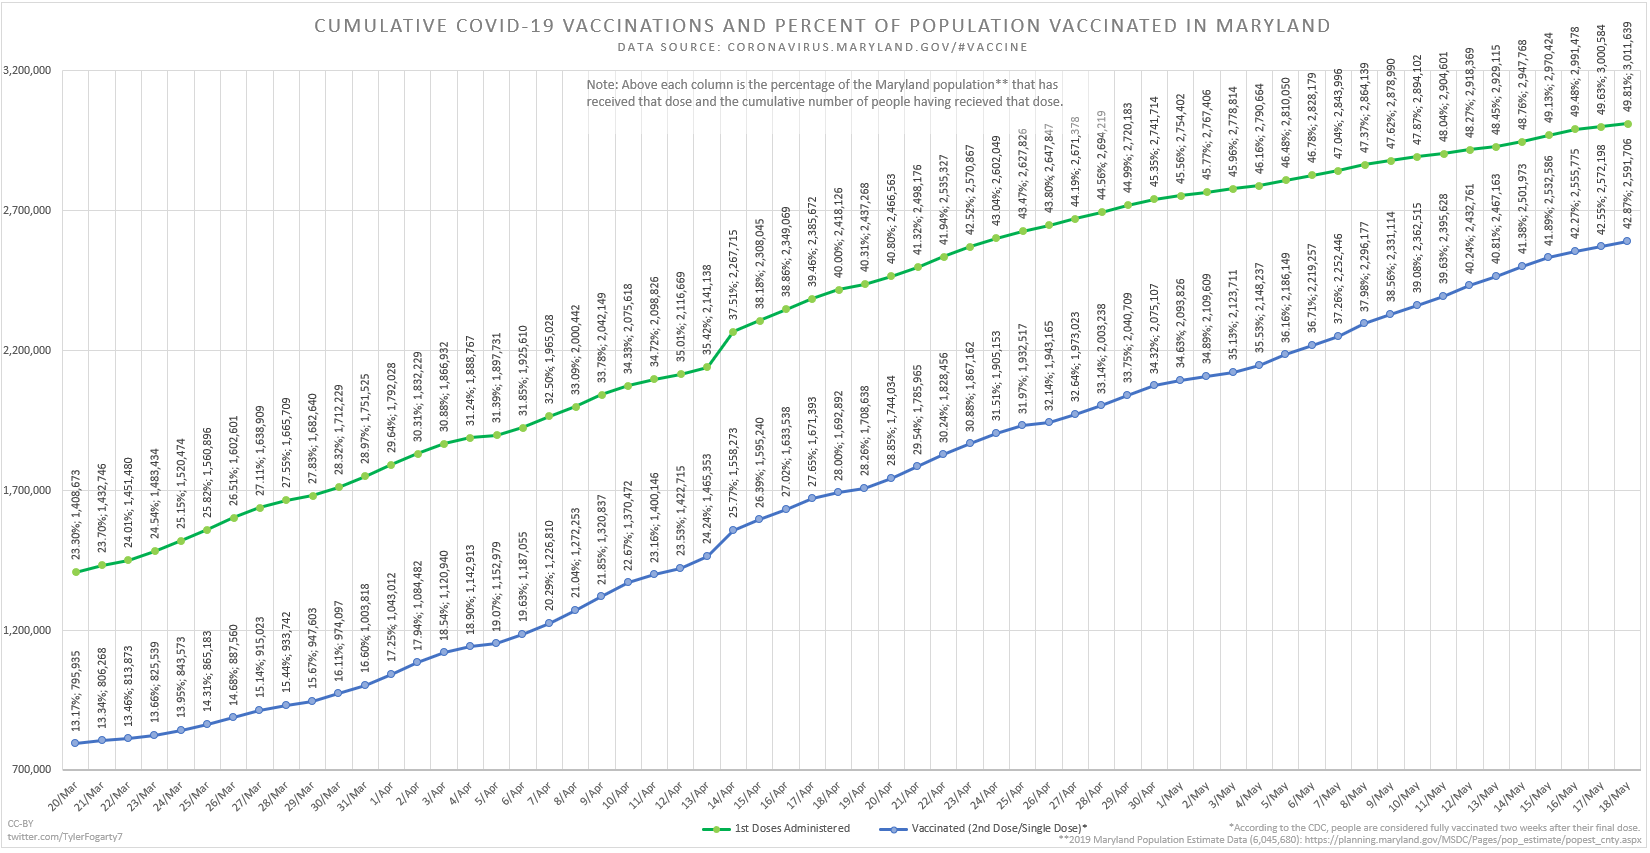 CUMULATIVE COVID-19 VACCINATIONS AND PERCENT OF POPULATION VACCINATED IN MARYLAND
DATA SOURCE: CORONAVIRUS.MARYLAND.GOV/#VACCINE
Note: Above each column is the percentage of the Maryland population** that has
received that dose and the cumulative number of people having recieved that dose.
3,200,000
2,700,000
2,200,000
1,700,000
1,200,000
700,000
23.30%; 1,408,673
23.70%; 1,432,746
24.01%; 1,451,480
24.54%; 1,483,434
25.15%; 1,520,474
25.82%; 1,560,896
26.51%; 1,602,601
27.11%; 1,638,909
27.55%; 1,665,709
27.83%; 1,682,640
28.32%; 1,712,229
28.97%; 1,751,525
29.64%; 1,792,028
30.31%; 1,832,229
30.88%; 1,866,932
31.24%; 1,888,767
31.39%; 1,897,731
31.85%; 1,925,610
32.50%; 1,965,028
33.09%; 2,000,442
33.78%; 2,042,149
34.33%; 2,075,618
34.72%; 2,098,826
35.01%; 2,116,669
35.42%; 2,141,138
37.51%; 2,267,715
38.18%; 2,308,045
38.86%; 2,349,069
39.46%; 2,385,672
40.00%; 2,418,126
40.31%; 2,437,268
40.80%; 2,466,563
41.32%; 2,498,176
41.94%; 2,535,327
42.52%; 2,570,867
43.04%; 2,602,049
43.47%; 2,627,826
43.80%; 2,647,847
44.19%; 2,671,378
44.56%; 2,694,219
44.99%; 2,720,183
45.35%; 2,741,714
45.56%; 2,754,402
45.77%; 2,767,406
45.96%; 2,778,814
46.16%; 2,790,664
46.48%; 2,810,050
46.78%; 2,828,179
47.04%; 2,843,996
47.37%; 2,864,139
47.62%; 2,878,990
47.87%; 2,894,102
48.04%; 2,904,601
48.27%; 2,918,369
48.45%; 2,929,115
48.76%; 2,947,768
49.13%; 2,970,424
49.48%; 2,991,478
49.63%; 3,000,584
49.81%; 3,011,639
13.17%; 795,935
13.34%; 806,268
13.46%; 813,873
13.66%; 825,539
13.95%; 843,573
14.31%; 865,183
14.68%; 887,560
15.14%; 915,023
15.44%; 933,742
15.67%; 947,603
16.11%; 974,097
16.60%; 1,003,818
17.25%; 1,043,012
17.94%; 1,084,482
18.54%; 1,120,940
18.90%; 1,142,913
19.07%; 1,152,979
19.63%; 1,187,055
20.29%; 1,226,810
21.04%; 1,272,253
21.85%; 1,320,837
22.67%; 1,370,472
23.16%; 1,400,146
23.53%; 1,422,715
24.24%; 1,465,353
25.77%; 1,558,273
26.39%; 1,595,240
27.02%; 1,633,538
27.65%; 1,671,393
28.00%; 1,692,892
28.26%; 1,708,638
28.85%; 1,744,034
29.54%; 1,785,965
30.24%; 1,828,456
30.88%; 1,867,162
31.51%; 1,905,153
31.97%; 1,932,517
32.14%; 1,943,165
32.64%; 1,973,023
33.14%; 2,003,238
33.75%; 2,040,709
34.32%; 2,075,107
34.63%; 2,093,826
34.89%; 2,109,609
35.13%; 2,123,711
35.53%; 2,148,237
36.16%; 2,186,149
36.71%; 2,219,257
37.26%; 2,252,446
37.98%; 2,296,177
38.56%; 2,331,114
39.08%; 2,362,515
39.63%; 2,395,628
40.24%; 2,432,761
40.81%; 2,467,163
41.38%; 2,501,973
41.89%; 2,532,586
42.27%; 2,555,775
42.55%; 2,572,198
42.87%; 2,591,706
20/Mar
21/Mar
22/Mar
23/Mar
24/Mar
25/Mar
26/Mar
27/Mar
28/Mar
29/Mar
30/Mar
31/Mar
1/Apr
2/Apr
3/Apr
4/Apr
5/Apr
6/Apr
7/Apr
8/Apr
9/Apr
10/Apr
11/Apr
12/Apr
13/Apr
14/Apr
15/Apr
16/Apr
17/Apr
18/Apr
19/Apr
20/Apr
21/Apr
22/Apr
23/Apr
24/Apr
25/Apr
26/Apr
27/Apr
28/Apr
29/Apr
30/Apr
1/May
2/May
3/May
4/May
5/May
6/May
7/May
8/May
9/May
10/May
11/May
12/May
13/May
14/May
15/May
16/May
17/May
18/May
CC-BY
twitter.com/TylerFogarty7
1st Doses Administered
Vaccinated (2nd Dose/Single Dose)*
*According to the CDC, people are considered fully vaccinated two weeks after their final dose.
**2019 Maryland Population Estimate Data (6,045,680): https://planning.maryland.gov/MSDC/Pages/pop_estimate/popest_cnty.aspx